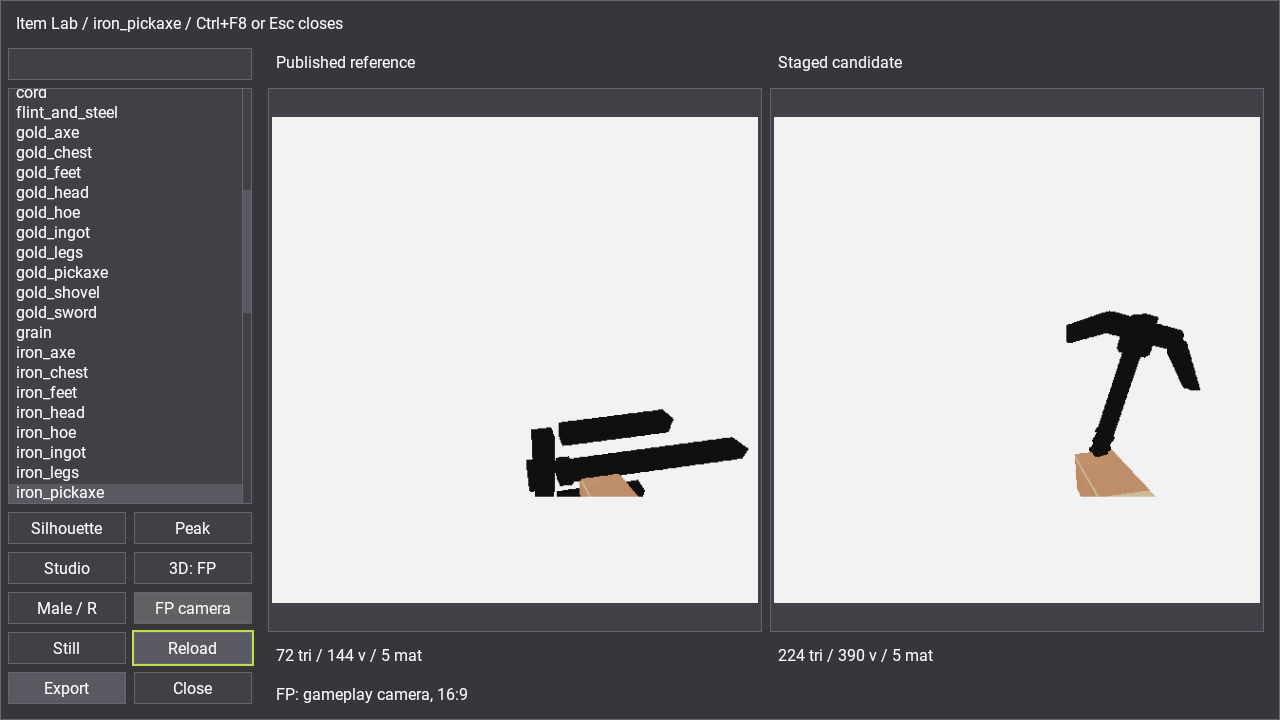 Item Lab / iron_pickaxe / Ctrl+F8 or Esc closes
Published reference
Staged candidate
cord
flint_and_steel
gold_axe
gold_chest
gold_feet
gold_head
gold_hoe
gold_ingot
gold_legs
gold_pickaxe
gold_shovel
gold_sword
grain
iron_axe
iron_chest
iron_feet
iron_head
iron_hoe
iron_ingot
iron_legs
iron_pickaxe
Silhouette
Peak
Studio
3D: FP
Male / R
FP camera
Still
Reload
Export
Close
72 tri / 144 v / 5 mat
224 tri / 390 v / 5 mat
FP: gameplay camera, 16:9